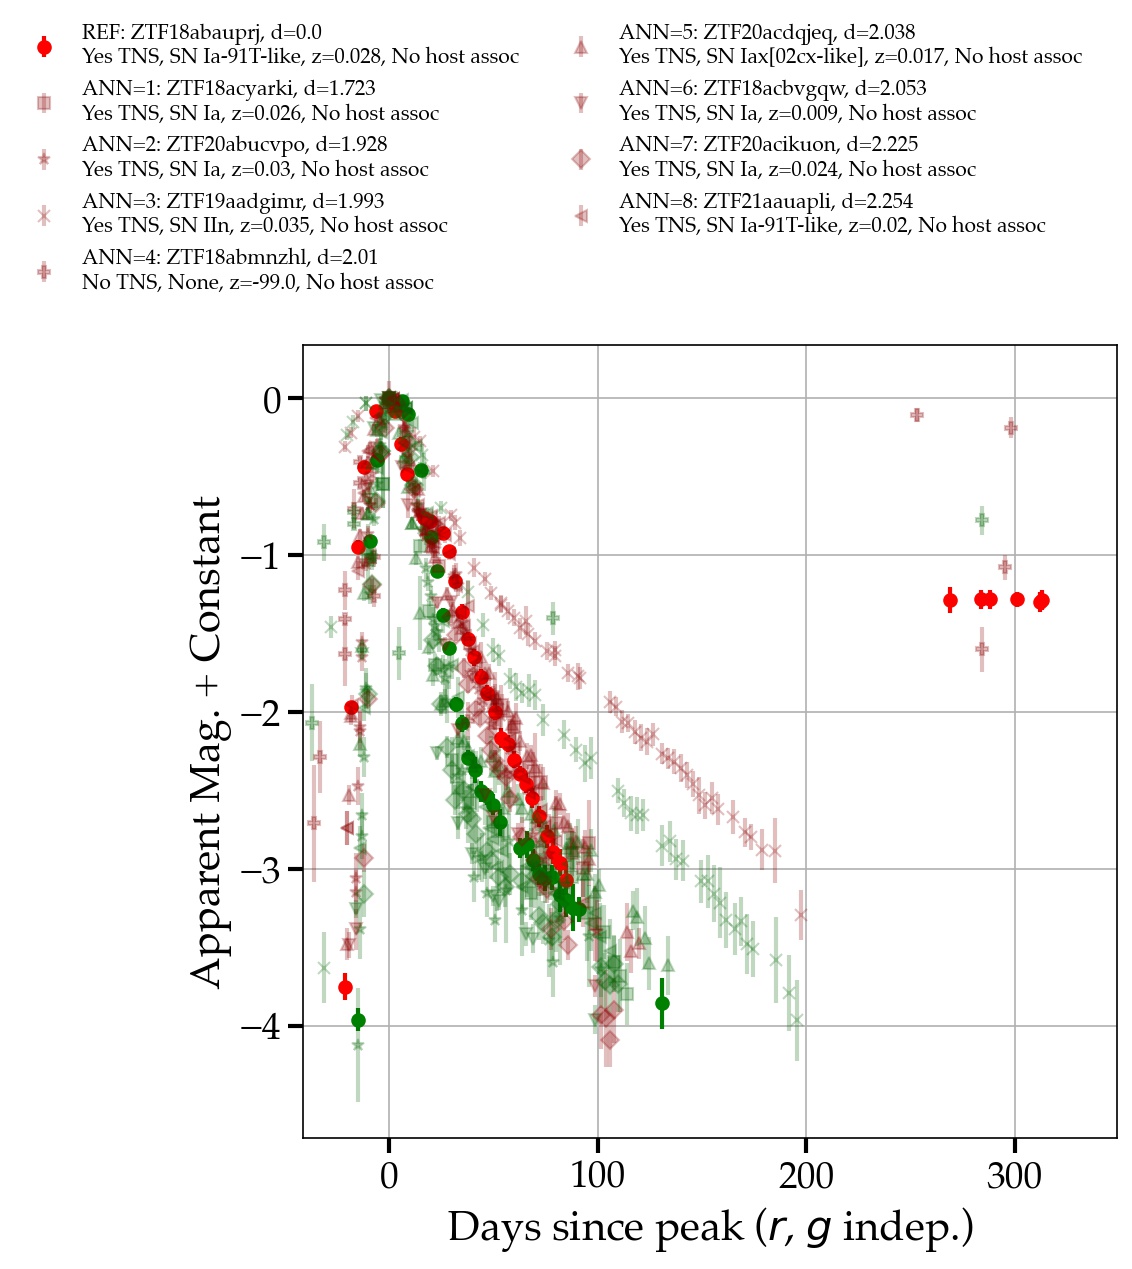 REF: ZTF18abauprj, d=0.0
Yes TNS, SN Ia-91T-like, z=0.028, No host assoc
ANN=1: ZTF18acyarki, d=1.723
Yes TNS, SN Ia, z=0.026, No host assoc
ANN=2: ZTF20abucvpo, d=1.928
Yes TNS, SN Ia, z=0.03, No host assoc
ANN=3: ZTF19aadgimr, d=1.993
Yes TNS, SN IIn, z=0.035, No host assoc
ANN=4: ZTF18abmnzhl, d=2.01
No TNS, None, z=-99.0, No host assoc
ANN=5: ZTF20acdqjeq, d=2.038
Yes TNS, SN Iax[02cx-like], z=0.017, No host assoc
ANN=6: ZTF18acbvgqw, d=2.053
Yes TNS, SN Ia, z=0.009, No host assoc
ANN=7: ZTF20acikuon, d=2.225
Yes TNS, SN Ia, z=0.024, No host assoc
ANN=8: ZTF21aauapli, d=2.254
Yes TNS, SN Ia-91T-like, z=0.02, No host assoc
Apparent Mag. + Constant
0
−1
−2
−3
−4
0 100 200 300
Days since peak (r, g indep.)